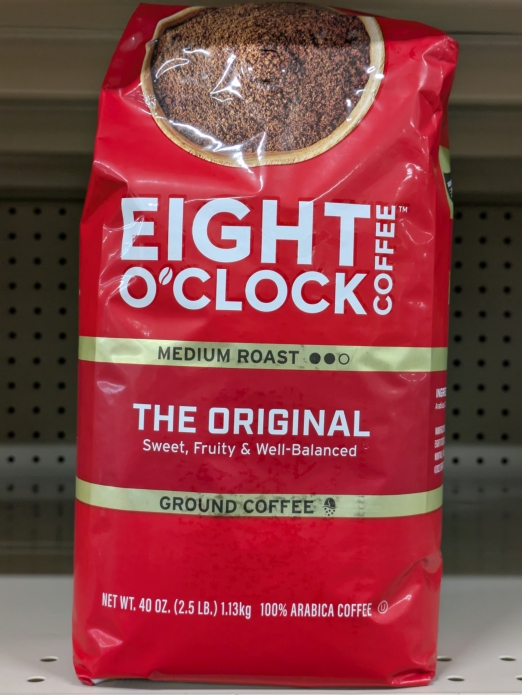 EIGHT
O'CLOCK
COFFEE™
MEDIUM ROAST
THE ORIGINAL
Sweet, Fruity & Well-Balanced
GROUND COFFEE
NET WT. 40 OZ. (2.5 LB.) 1.13kg 100% ARABICA COFFEE